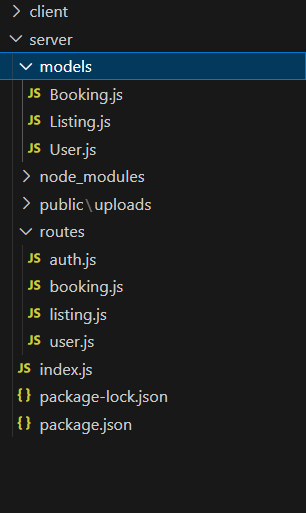 client
server
models
JS Booking.js
JS Listing.js
JS User.js
node_modules
public\uploads
routes
JS auth.js
JS booking.js
JS listing.js
JS user.js
JS index.js
{} package-lock.json
{} package.json